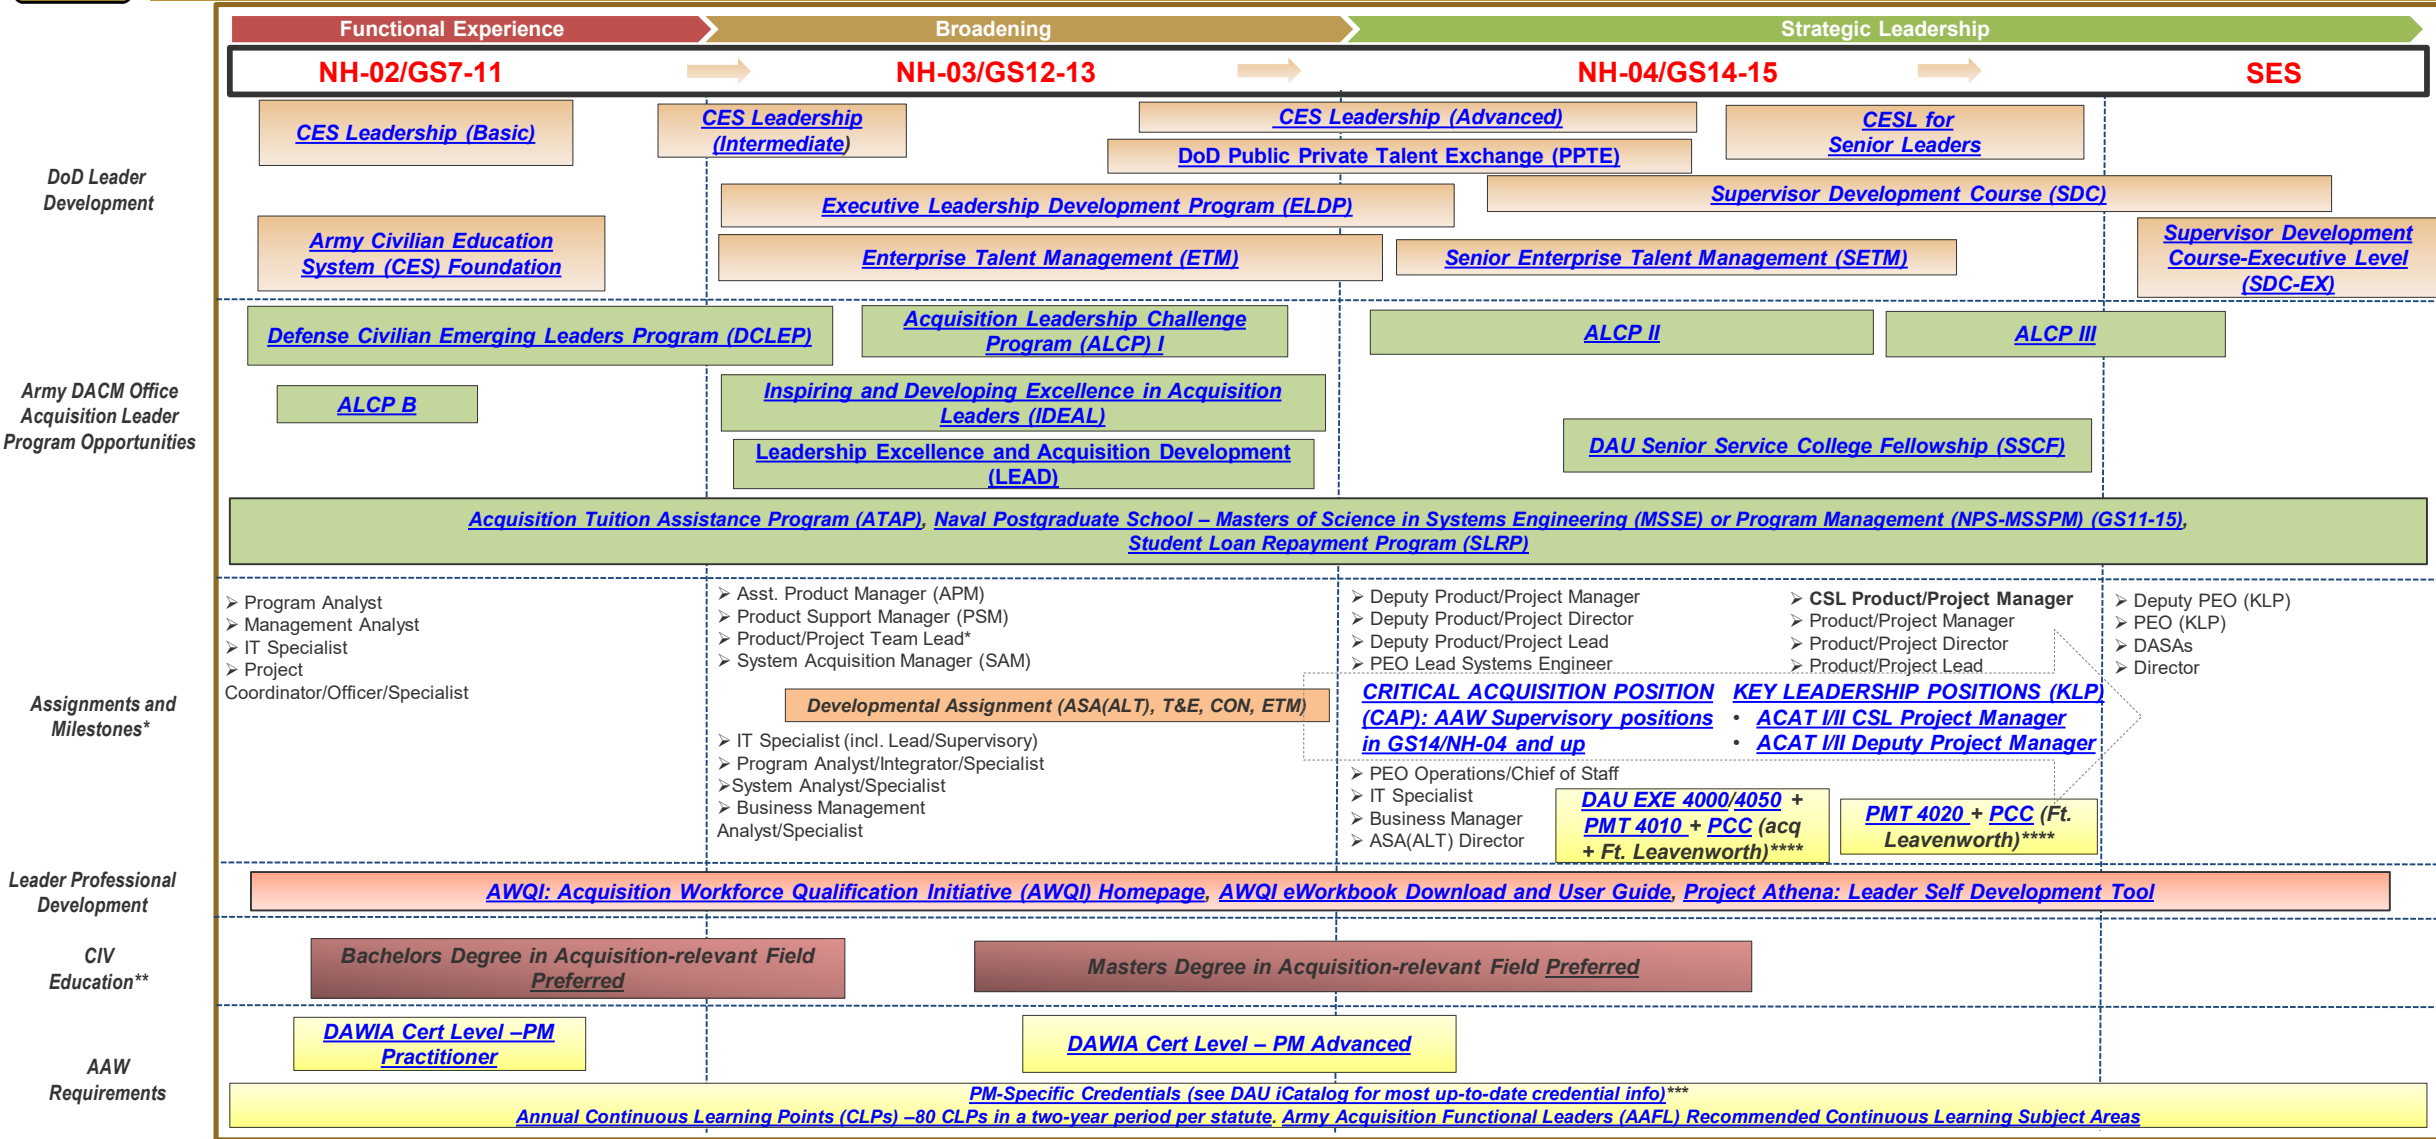 Functional Experience
Broadening
Strategic Leadership
NH-02/GS7-11
NH-03/GS12-13
NH-04/GS14-15
SES
DoD Leader
Development
CES Leadership (Basic)
CES Leadership
(Intermediate)
CES Leadership (Advanced)
CESL for
Senior Leaders
DoD Public Private Talent Exchange (PPTE)
Executive Leadership Development Program (ELDP)
Supervisor Development Course (SDC)
Army Civilian Education
System (CES) Foundation
Enterprise Talent Management (ETM)
Senior Enterprise Talent Management (SETM)
Supervisor Development
Course-Executive Level
(SDC-EX)
Army DACM Office
Acquisition Leader
Program Opportunities
Defense Civilian Emerging Leaders Program (DCLEP)
Acquisition Leadership Challenge
Program (ALCP) I
ALCP II
ALCP III
ALCP B
Inspiring and Developing Excellence in Acquisition
Leaders (IDEAL)
Leadership Excellence and Acquisition Development
(LEAD)
DAU Senior Service College Fellowship (SSCF)
Acquisition Tuition Assistance Program (ATAP), Naval Postgraduate School – Masters of Science in Systems Engineering (MSSE) or Program Management (NPS-MSSPM) (GS11-15),
Student Loan Repayment Program (SLRP)
Assignments and
Milestones*
➢ Program Analyst
➢ Management Analyst
➢ IT Specialist
➢ Project
Coordinator/Officer/Specialist
➢ Asst. Product Manager (APM)
➢ Product Support Manager (PSM)
➢ Product/Project Team Lead*
➢ System Acquisition Manager (SAM)
Developmental Assignment (ASA(ALT), T&E, CON, ETM)
➢ IT Specialist (incl. Lead/Supervisory)
➢ Program Analyst/Integrator/Specialist
➢System Analyst/Specialist
➢ Business Management
Analyst/Specialist
➢ Deputy Product/Project Manager
➢ Deputy Product/Project Director
➢ Deputy Product/Project Lead
➢ PEO Lead Systems Engineer
➢ CSL Product/Project Manager
➢ Product/Project Manager
➢ Product/Project Director
➢ Product/Project Lead
CRITICAL ACQUISITION POSITION
(CAP): AAW Supervisory positions
in GS14/NH-04 and up
KEY LEADERSHIP POSITIONS (KLP)
• ACAT I/II CSL Project Manager
• ACAT I/II Deputy Project Manager
➢ PEO Operations/Chief of Staff
➢ IT Specialist
➢ Business Manager
➢ ASA(ALT) Director
DAU EXE 4000/4050 +
PMT 4010 + PCC (acq
+ Ft. Leavenworth)****
PMT 4020 + PCC (Ft.
Leavenworth)****
➢ Deputy PEO (KLP)
➢ PEO (KLP)
➢ DASAs
➢ Director
Leader Professional
Development
AWQI: Acquisition Workforce Qualification Initiative (AWQI) Homepage, AWQI eWorkbook Download and User Guide, Project Athena: Leader Self Development Tool
CIV
Education**
Bachelors Degree in Acquisition-relevant Field
Preferred
Masters Degree in Acquisition-relevant Field Preferred
AAW
Requirements
DAWIA Cert Level –PM
Practitioner
DAWIA Cert Level – PM Advanced
PM-Specific Credentials (see DAU iCatalog for most up-to-date credential info)***
Annual Continuous Learning Points (CLPs) –80 CLPs in a two-year period per statute. Army Acquisition Functional Leaders (AAFL) Recommended Continuous Learning Subject Areas